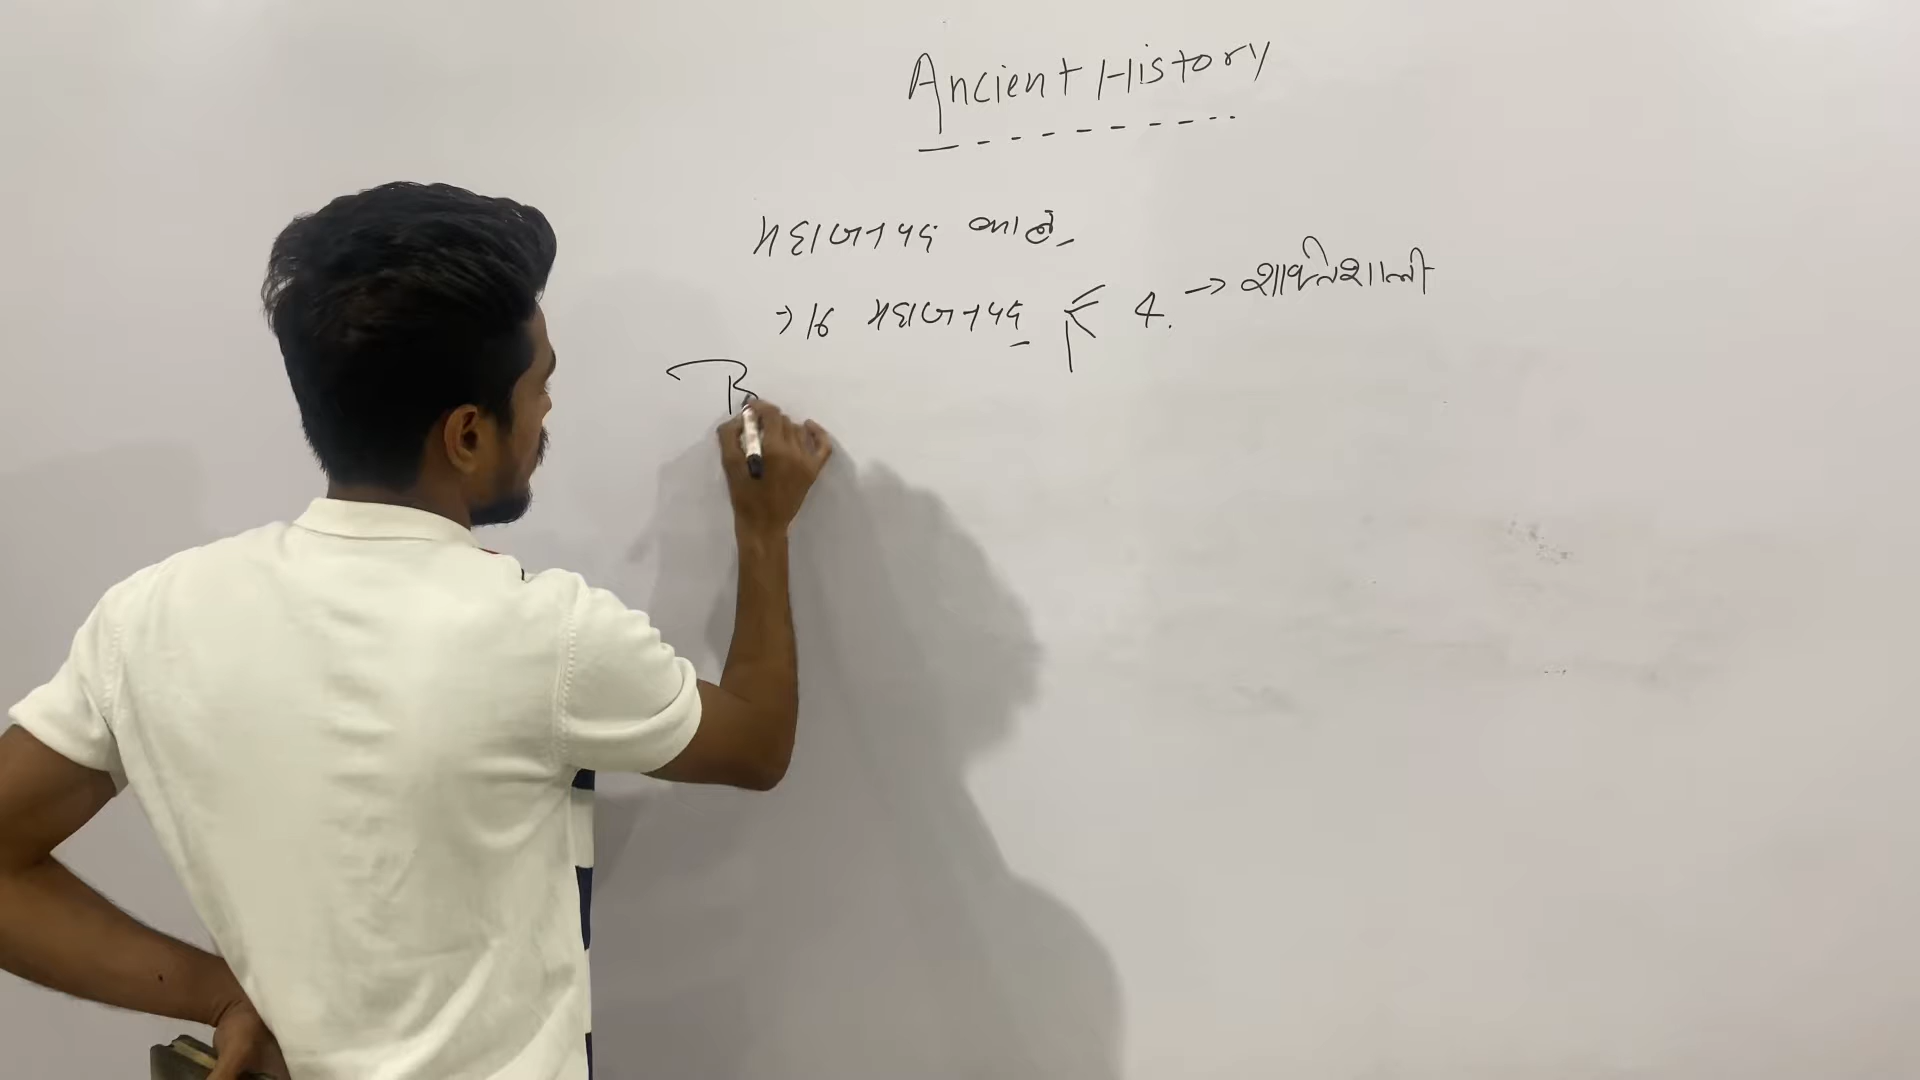 Ancient History
મહાજનપદ કાલ
→ 16 મહાજનપદ 4. → શક્તિશાલી
B